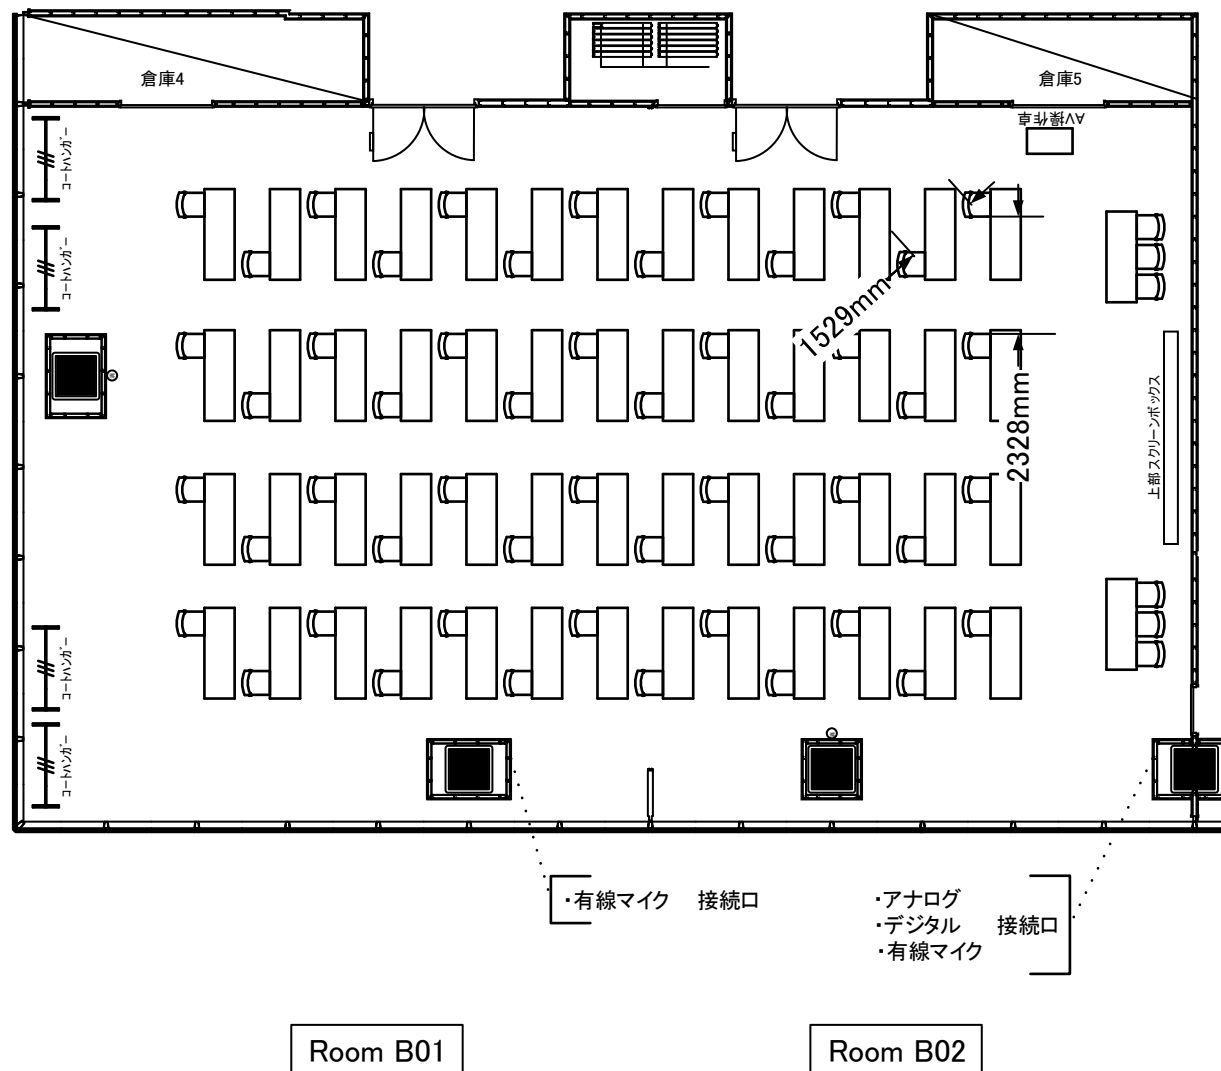 倉庫4
倉庫5
AV操作卓
コートハンガー
コートハンガー
1529mm
2328mm
上部スクリーンボックス
コートハンガー
コートハンガー
・有線マイク 接続口
・アナログ
・デジタル 接続口
・有線マイク
Room B01
Room B02